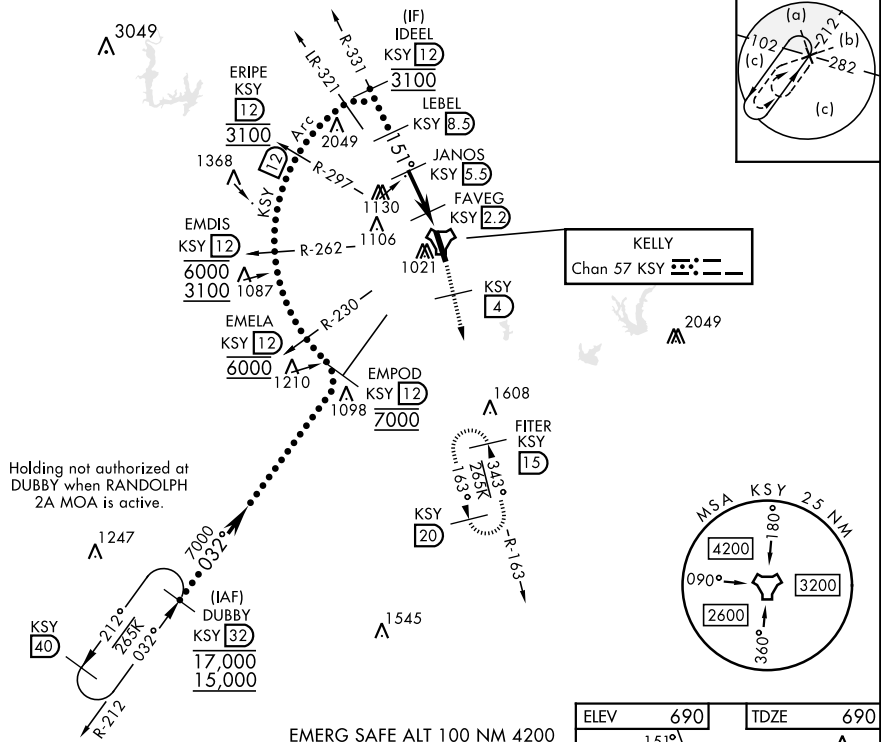 3049
R-331
LR-321
(IF)
IDEEL
KSY 12
3100
ERIPE
KSY
12
3100
Arc
12
KSY
2049
LEBEL
KSY 8.5
151°
JANOS
KSY 5.5
1368
R-297
1130
FAVEG
KSY 2.2
1106
EMDIS
KSY 12
6000
3100
R-262
1087
1021
KELLY
Chan 57 KSY
KSY
4
2049
R-230
EMELA
KSY 12
6000
1210
EMPOD
KSY 12
7000
1098
1608
FITER
KSY
15
343°
265K
163°
KSY
20
R-163
Holding not authorized at
DUBBY when RANDOLPH
2A MOA is active.
1247
7000
032°
(IAF)
DUBBY
KSY 32
17,000
15,000
212°
265K
032°
KSY
40
R-212
1545
(a)
102
212
(b)
(c)
282
(c)
MSA KSY 25 NM
180°
4200
090°
3200
2600
360°
EMERG SAFE ALT 100 NM 4200
ELEV 690
TDZE 690
151°